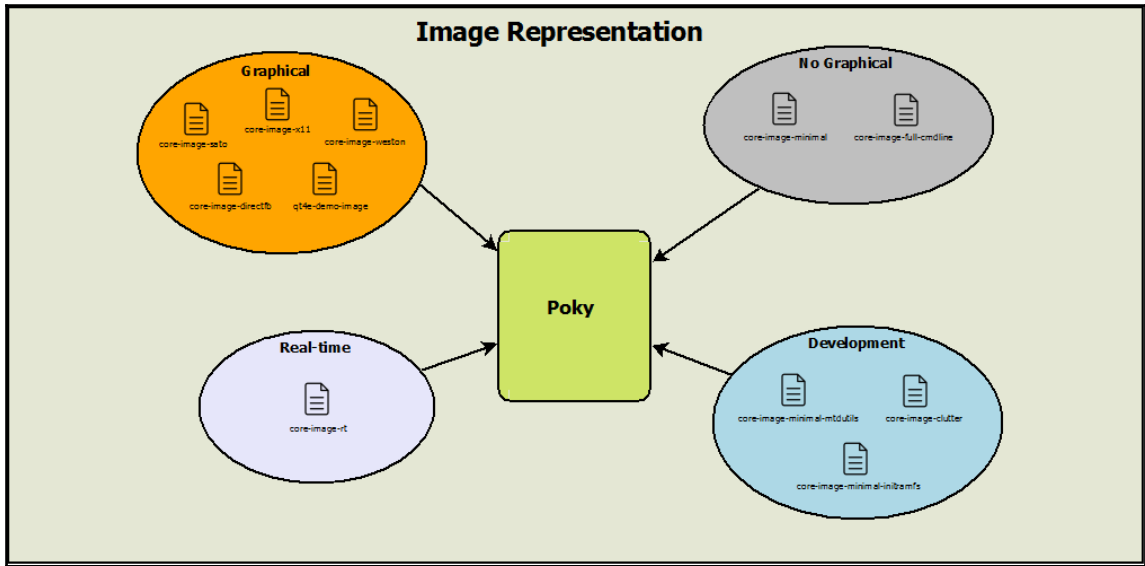 Image Representation
Graphical
core-image-sato
core-image-x11
core-image-weston
core-image-directfb
qt4e-demo-image
No Graphical
core-image-minimal
core-image-full-cmdline
Poky
Real-time
core-image-rt
Development
core-image-minimal-mtdutils
core-image-clutter
core-image-minimal-initramfs